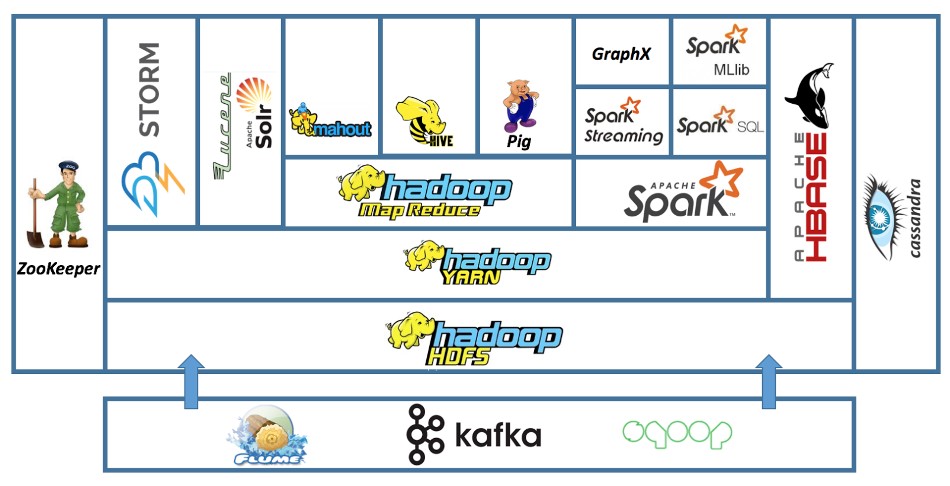 ZooKeeper
STORM
Lucene
Apache
Solr
mahout
HIVE
Pig
GraphX
Spark
MLlib
Spark
Streaming
Spark SQL
hadoop
Map Reduce
APACHE
Spark™
APACHE
HBASE
cassandra
hadoop
YARN
hadoop
HDFS
FLUME
kafka
sqoop